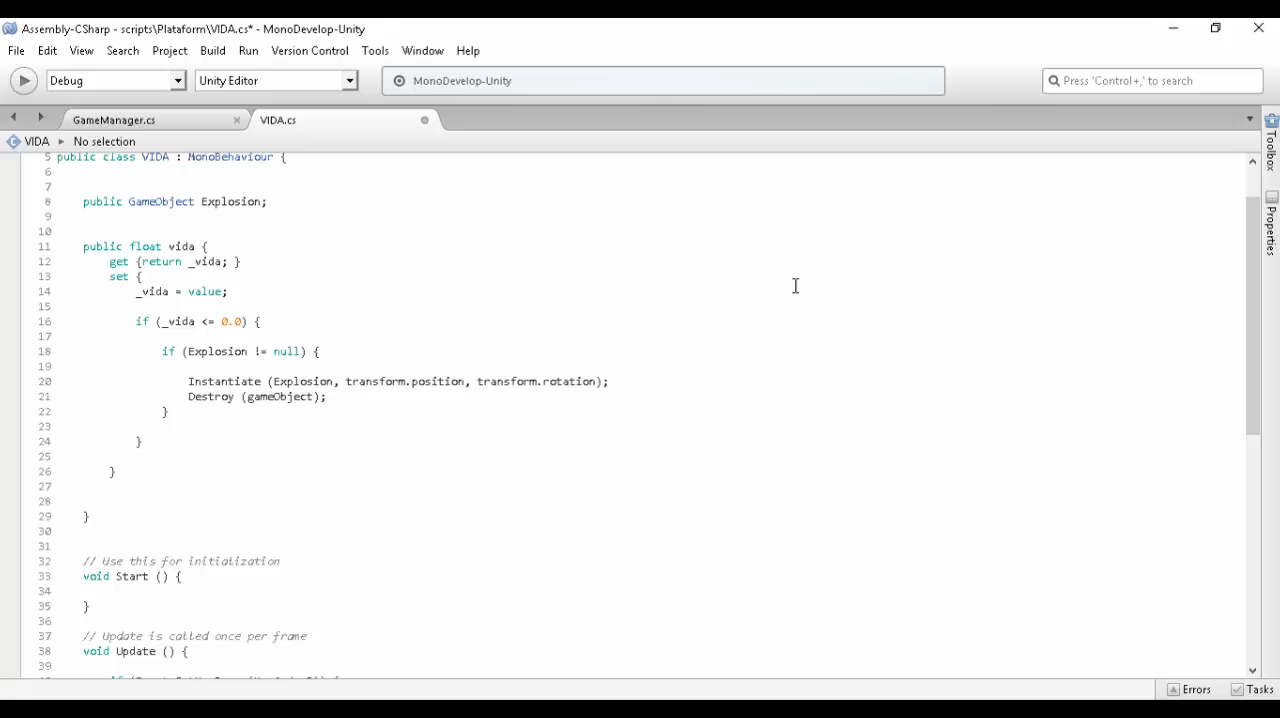 Assembly-CSharp - scripts\Plataform\VIDA.cs* - MonoDevelop-Unity
File Edit View Search Project Build Run Version Control Tools Window Help
Debug Unity Editor MonoDevelop-Unity Press 'Control+,' to search
GameManager.cs VIDA.cs
VIDA ▸ No selection
Toolbox
Properties
5 public class VIDA : MonoBehaviour {
6
7
8 public GameObject Explosion;
9
10
11 public float vida {
12 get {return _vida; }
13 set {
14 _vida = value;
15
16 if (_vida <= 0.0) {
17
18 if (Explosion != null) {
19
20 Instantiate (Explosion, transform.position, transform.rotation);
21 Destroy (gameObject);
22 }
23
24 }
25
26 }
27
28
29 }
30
31
32 // Use this for initialization
33 void Start () {
34
35 }
36
37 // Update is called once per frame
38 void Update () {
39
Errors Tasks